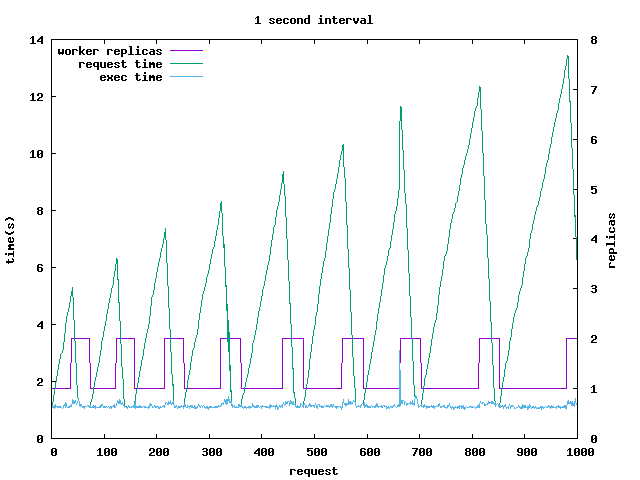 1 second interval
14
12
10
8
6
4
2
0
time(s)
worker replicas
request time
exec time
8
7
6
5
4
3
2
1
0
replicas
0 100 200 300 400 500 600 700 800 900 1000
request